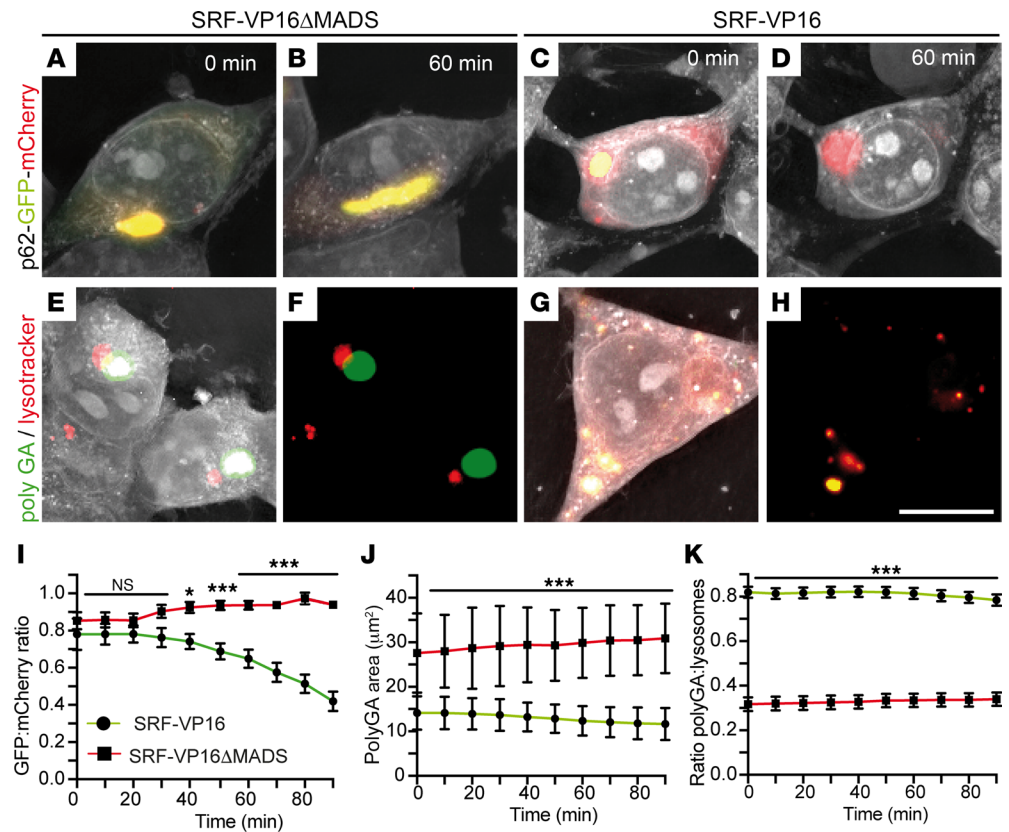 SRF-VP16ΔMADS SRF-VP16
A 0 min B 60 min C 0 min D 60 min
p62-GFP-mCherry
E F G H
poly GA / lysotracker
I J K
NS * *** ***
GFP:mCherry ratio
1.0
0.8
0.6
0.4
0.2
0.0
SRF-VP16
SRF-VP16ΔMADS
0 20 40 60 80
Time (min)
***
PolyGA area (µm²)
40
30
20
10
0
0 20 40 60 80
Time (min)
***
Ratio polyGA:lysosomes
0.8
0.6
0.4
0.2
0.0
0 20 40 60 80
Time (min)